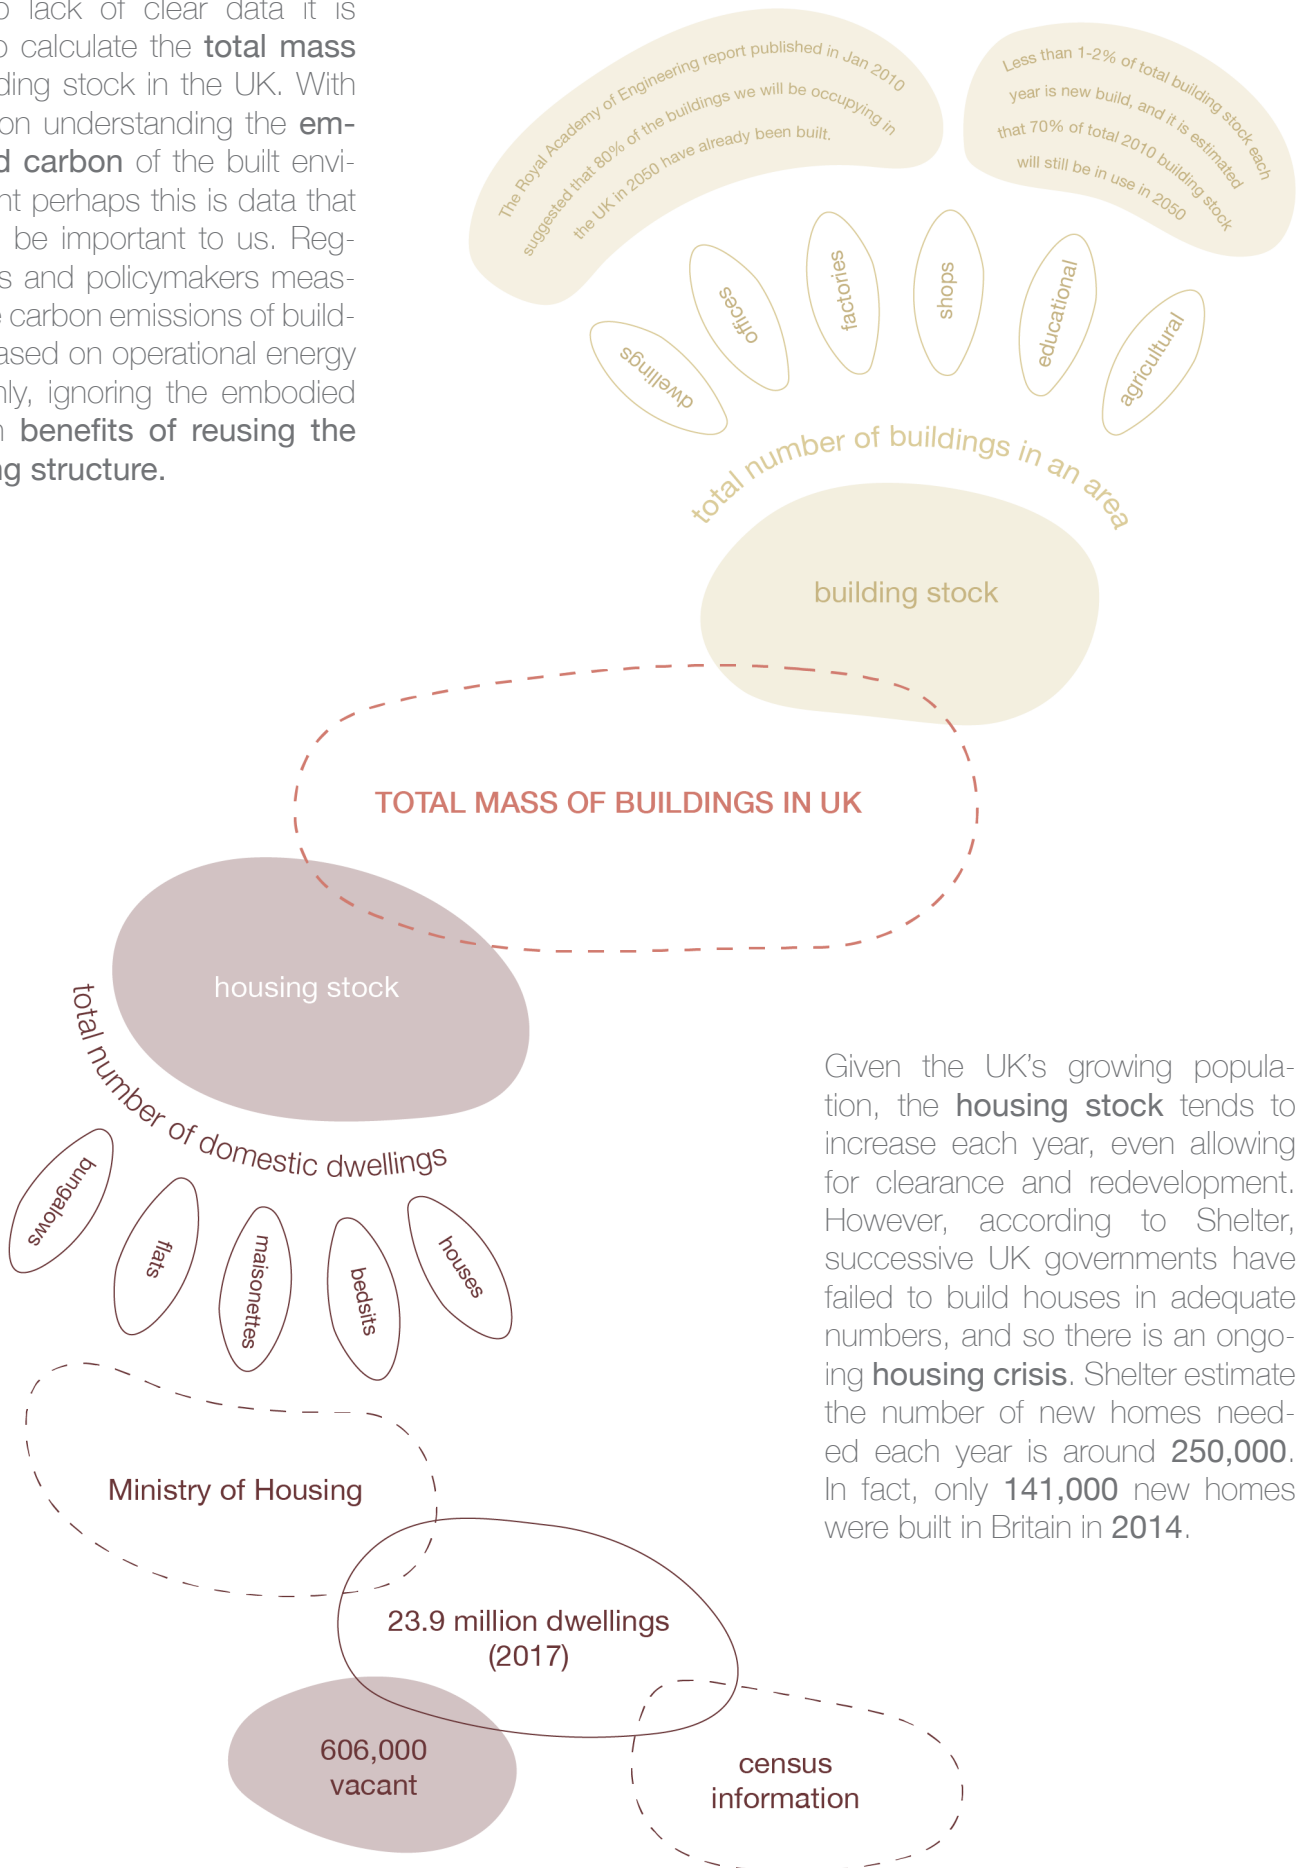 lack of clear data it is
calculate the total mass
stock in the UK. With
on understanding the em-
carbon of the built envi-
perhaps this is data that
be important to us. Reg-
and policymakers meas-
carbon emissions of build-
on operational energy
ignoring the embodied
benefits of reusing the
structure.
The Royal Academy of Engineering report published in Jan 2010
suggested that 80% of the buildings we will be occupying in
the UK in 2050 have already been built.
Less than 1-2% of total building stock each
year is new build, and it is estimated
that 70% of total 2010 building stock
will still be in use in 2050
dwellings
offices
factories
shops
educational
agricultural
total number of buildings in an area
building stock
TOTAL MASS OF BUILDINGS IN UK
housing stock
total number of domestic dwellings
bungalows
flats
maisonettes
bedsits
houses
Ministry of Housing
23.9 million dwellings
(2017)
606,000
vacant
census
information
Given the UK’s growing popula-
tion, the housing stock tends to
increase each year, even allowing
for clearance and redevelopment.
However, according to Shelter,
successive UK governments have
failed to build houses in adequate
numbers, and so there is an ongo-
ing housing crisis. Shelter estimate
the number of new homes need-
ed each year is around 250,000.
In fact, only 141,000 new homes
were built in Britain in 2014.